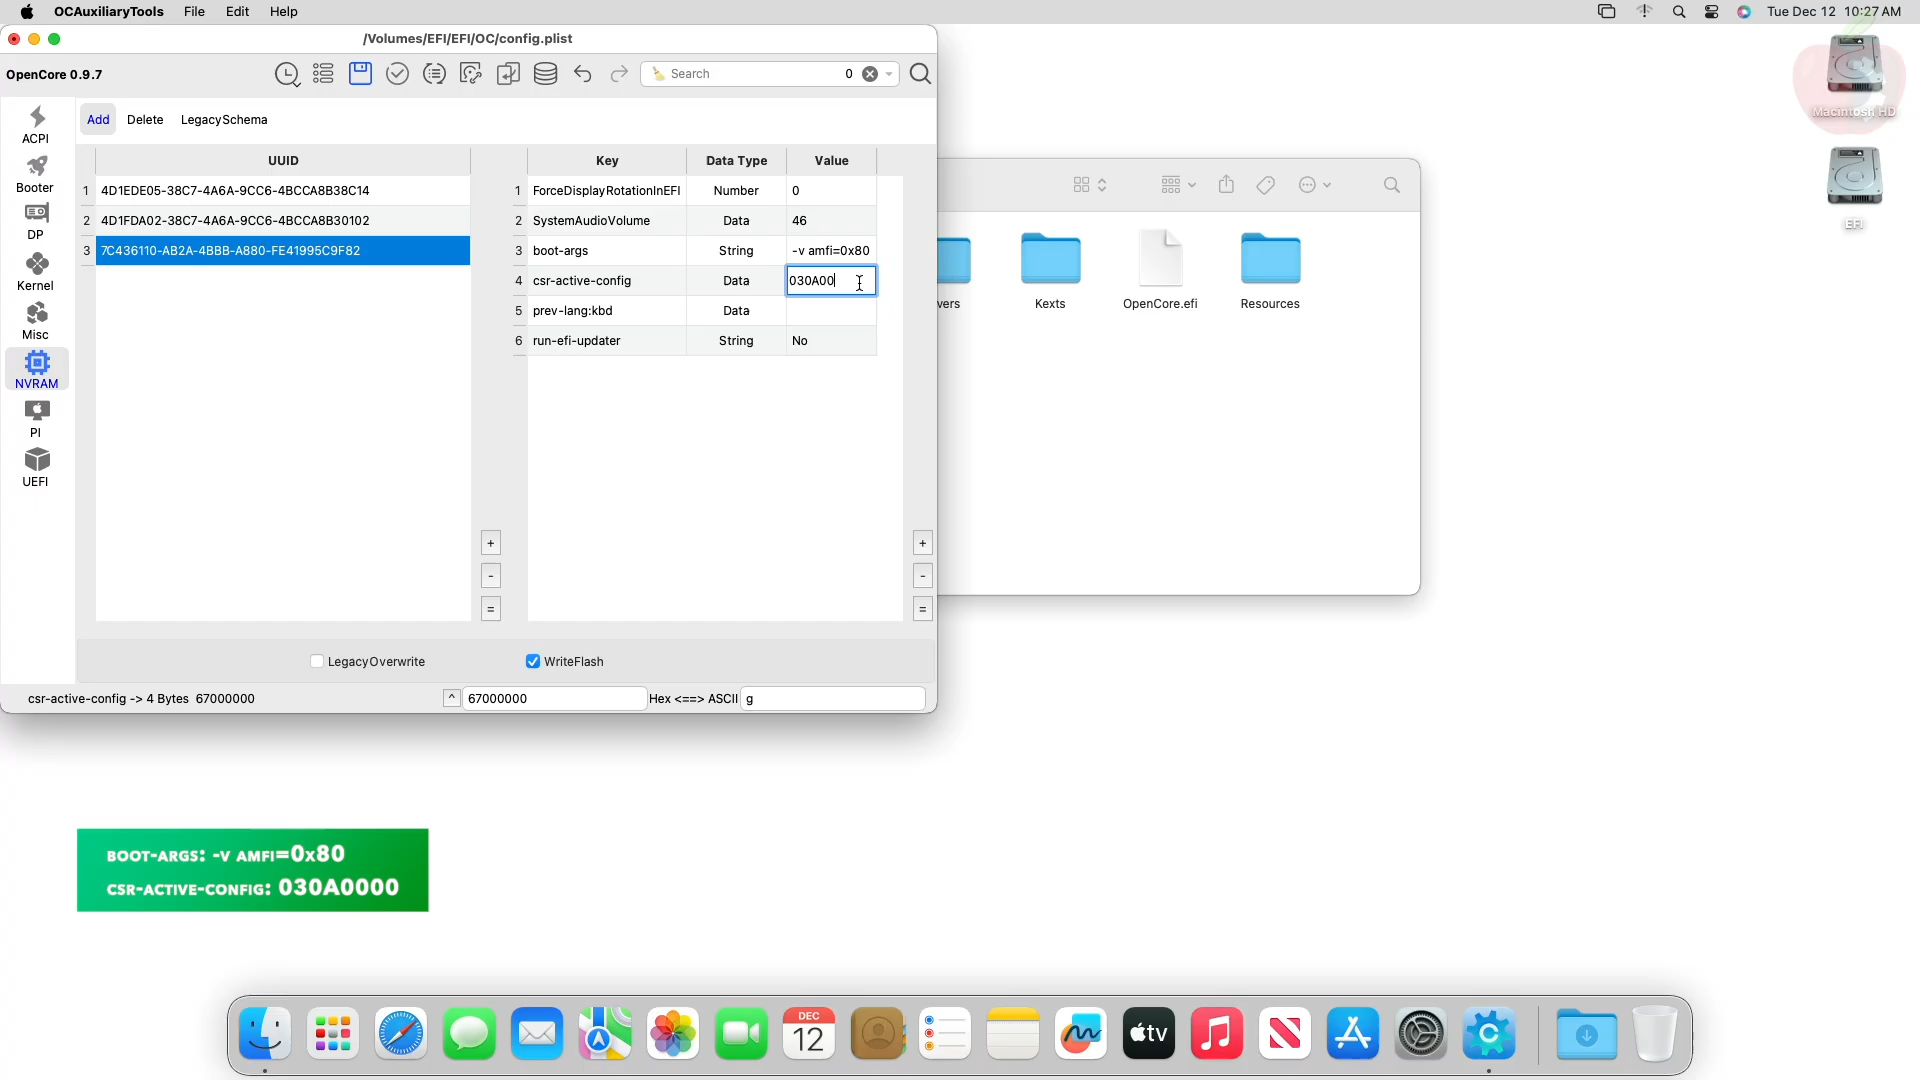 OCAuxiliaryTools File Edit Help
Tue Dec 12 10:27 AM
/Volumes/EFI/EFI/OC/config.plist
OpenCore 0.9.7
Search 0
ACPI
Booter
DP
Kernel
Misc
NVRAM
PI
UEFI
Add Delete LegacySchema
UUID
1 4D1EDE05-38C7-4A6A-9CC6-4BCCA8B38C14
2 4D1FDA02-38C7-4A6A-9CC6-4BCCA8B30102
3 7C436110-AB2A-4BBB-A880-FE41995C9F82
Key Data Type Value
1 ForceDisplayRotationInEFI Number 0
2 SystemAudioVolume Data 46
3 boot-args String -v amfi=0x80
4 csr-active-config Data 030A00
5 prev-lang:kbd Data
6 run-efi-updater String No
+
-
=
+
-
=
LegacyOverwrite WriteFlash
csr-active-config -> 4 Bytes 67000000
^ 67000000 Hex <==> ASCII g
vers
Kexts
OpenCore.efi
Resources
Macintosh HD
EFI
BOOT-ARGS: -V AMFI=0x80
CSR-ACTIVE-CONFIG: 030A0000
DEC
12
tv